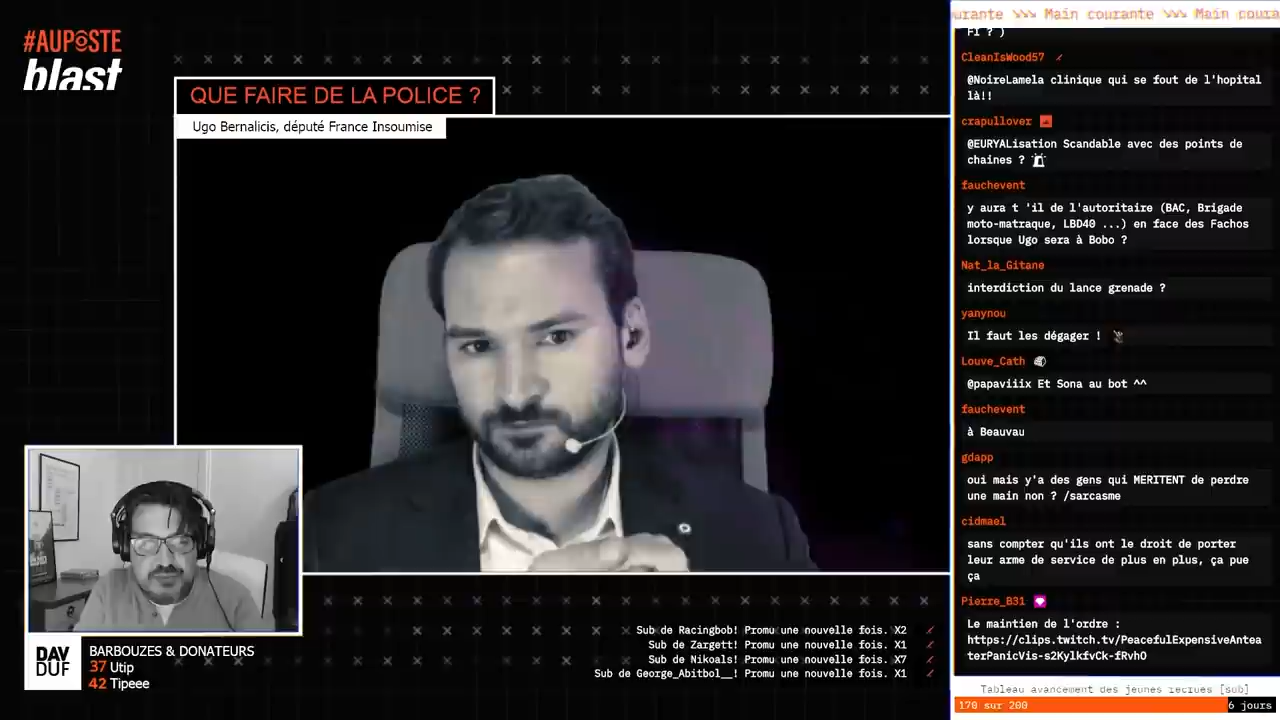 #AUPOSTE
blast
QUE FAIRE DE LA POLICE ?
Ugo Bernalicis, député France Insoumise
DAV
DUF
BARBOUZES & DONATEURS
37 Utip
42 Tipeee
Sub de Racingbob! Promu une nouvelle fois. X2
Sub de Zargett! Promu une nouvelle fois. X1
Sub de Nikoals! Promu une nouvelle fois. X7
Sub de George_Abitbol__! Promu une nouvelle fois. X1
urante ↘↘↘ Main courante ↘↘↘ Main coura
FI ? )
CleanIsWood57
@NoireLamela clinique qui se fout de l'hopital
là!!
crapullover
@EURYALisation Scandable avec des points de
chaines ?
fauchevent
y aura t 'il de l'autoritaire (BAC, Brigade
moto-matraque, LBD40 ...) en face des Fachos
lorsque Ugo sera à Bobo ?
Nat_la_Gitane
interdiction du lance grenade ?
yanynou
Il faut les dégager !
Louve_Cath
@papaviiix Et Sona au bot ^^
fauchevent
à Beauvau
gdapp
oui mais y'a des gens qui MERITENT de perdre
une main non ? /sarcasme
cidmael
sans compter qu'ils ont le droit de porter
leur arme de service de plus en plus, ça pue
ça
Pierre_B31
Le maintien de l'ordre :
https://clips.twitch.tv/PeacefulExpensiveAntea
terPanicVis-s2KylkfvCk-fRvhO
Tableau avancement des jeunes recrues [sub]
170 sur 200
6 jours